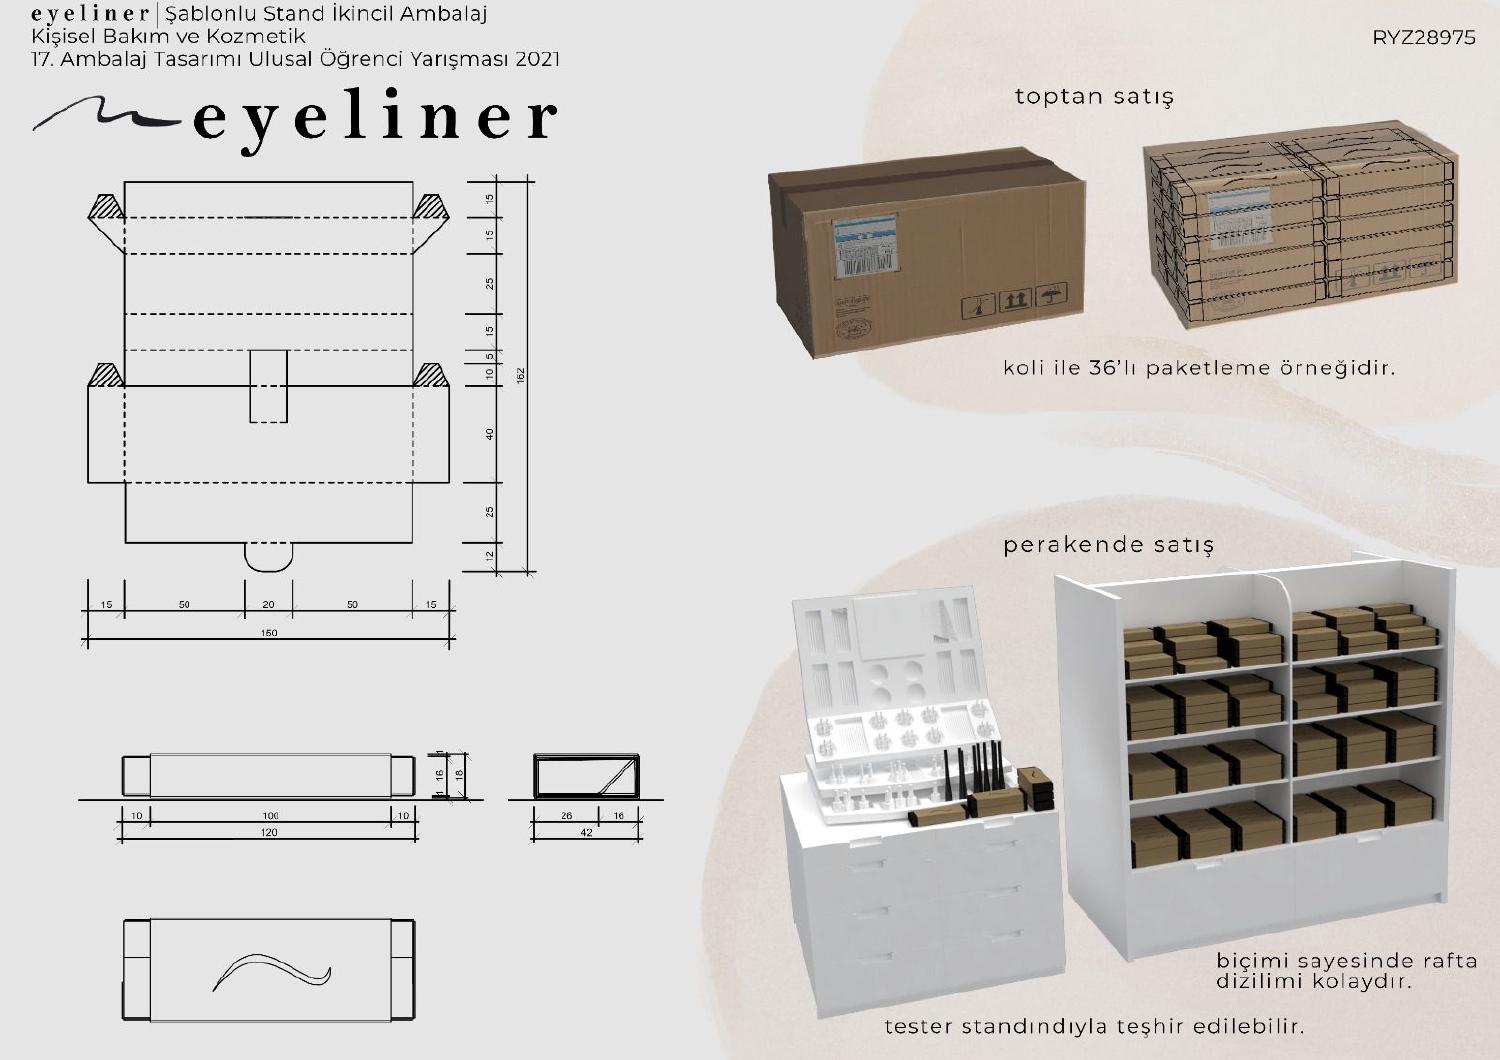 eyeliner | Şablonlu Stand İkincil Ambalaj
Kişisel Bakım ve Kozmetik
17. Ambalaj Tasarımı Ulusal Öğrenci Yarışması 2021
RYZ28975
eyeliner
15
15
25
15
5
10
40
25
12
162
15
50
20
50
15
150
1
16
1
18
10
100
10
120
26
16
42
toptan satış
koli ile 36'lı paketleme örneğidir.
perakende satış
biçimi sayesinde rafta
dizilimi kolaydır.
tester standındıyla teşhir edilebilir.